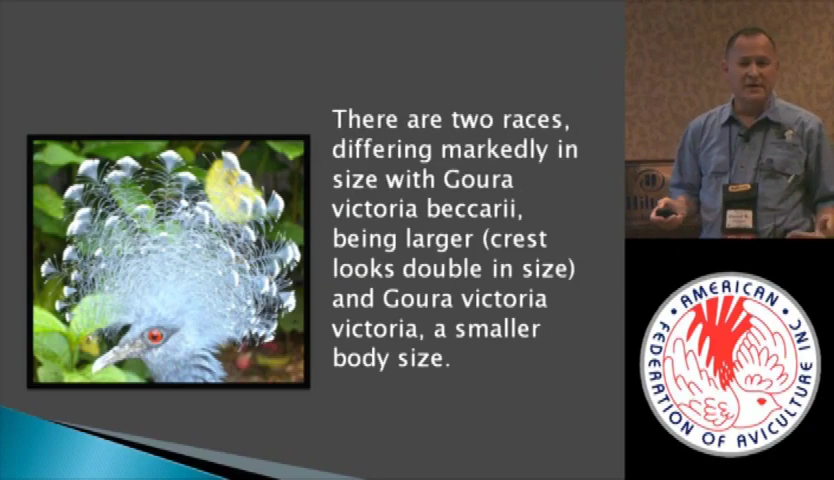 There are two races,
differing markedly in
size with Goura
victoria beccarii,
being larger (crest
looks double in size)
and Goura victoria
victoria, a smaller
body size.
Hilton
AMERICAN
FEDERATION OF AVICULTURE INC